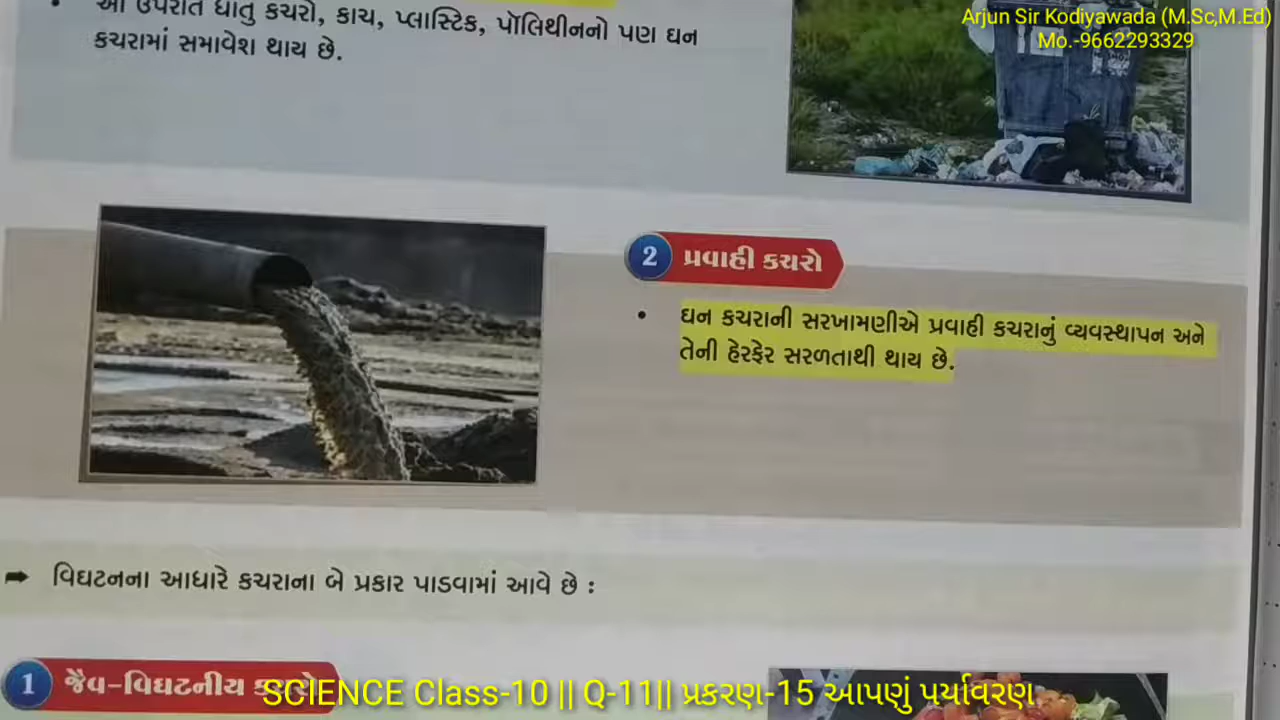 આ ઉપરાંત ધાતુ કચરો, કાચ, પ્લાસ્ટિક, પૉલિથીનનો પણ ઘન
કચરામાં સમાવેશ થાય છે.
Arjun Sir Kodiyawada (M.Sc,M.Ed)
Mo.-9662293329
2 પ્રવાહી કચરો
• ઘન કચરાની સરખામણીએ પ્રવાહી કચરાનું વ્યવસ્થાપન અને
તેની હેરફેર સરળતાથી થાય છે.
➡ વિઘટનના આધારે કચરાના બે પ્રકાર પાડવામાં આવે છે :
1 જૈવ-વિઘટનીય કચરો
SCIENCE Class-10 || Q-11|| પ્રકરણ-15 આપણું પર્યાવરણ